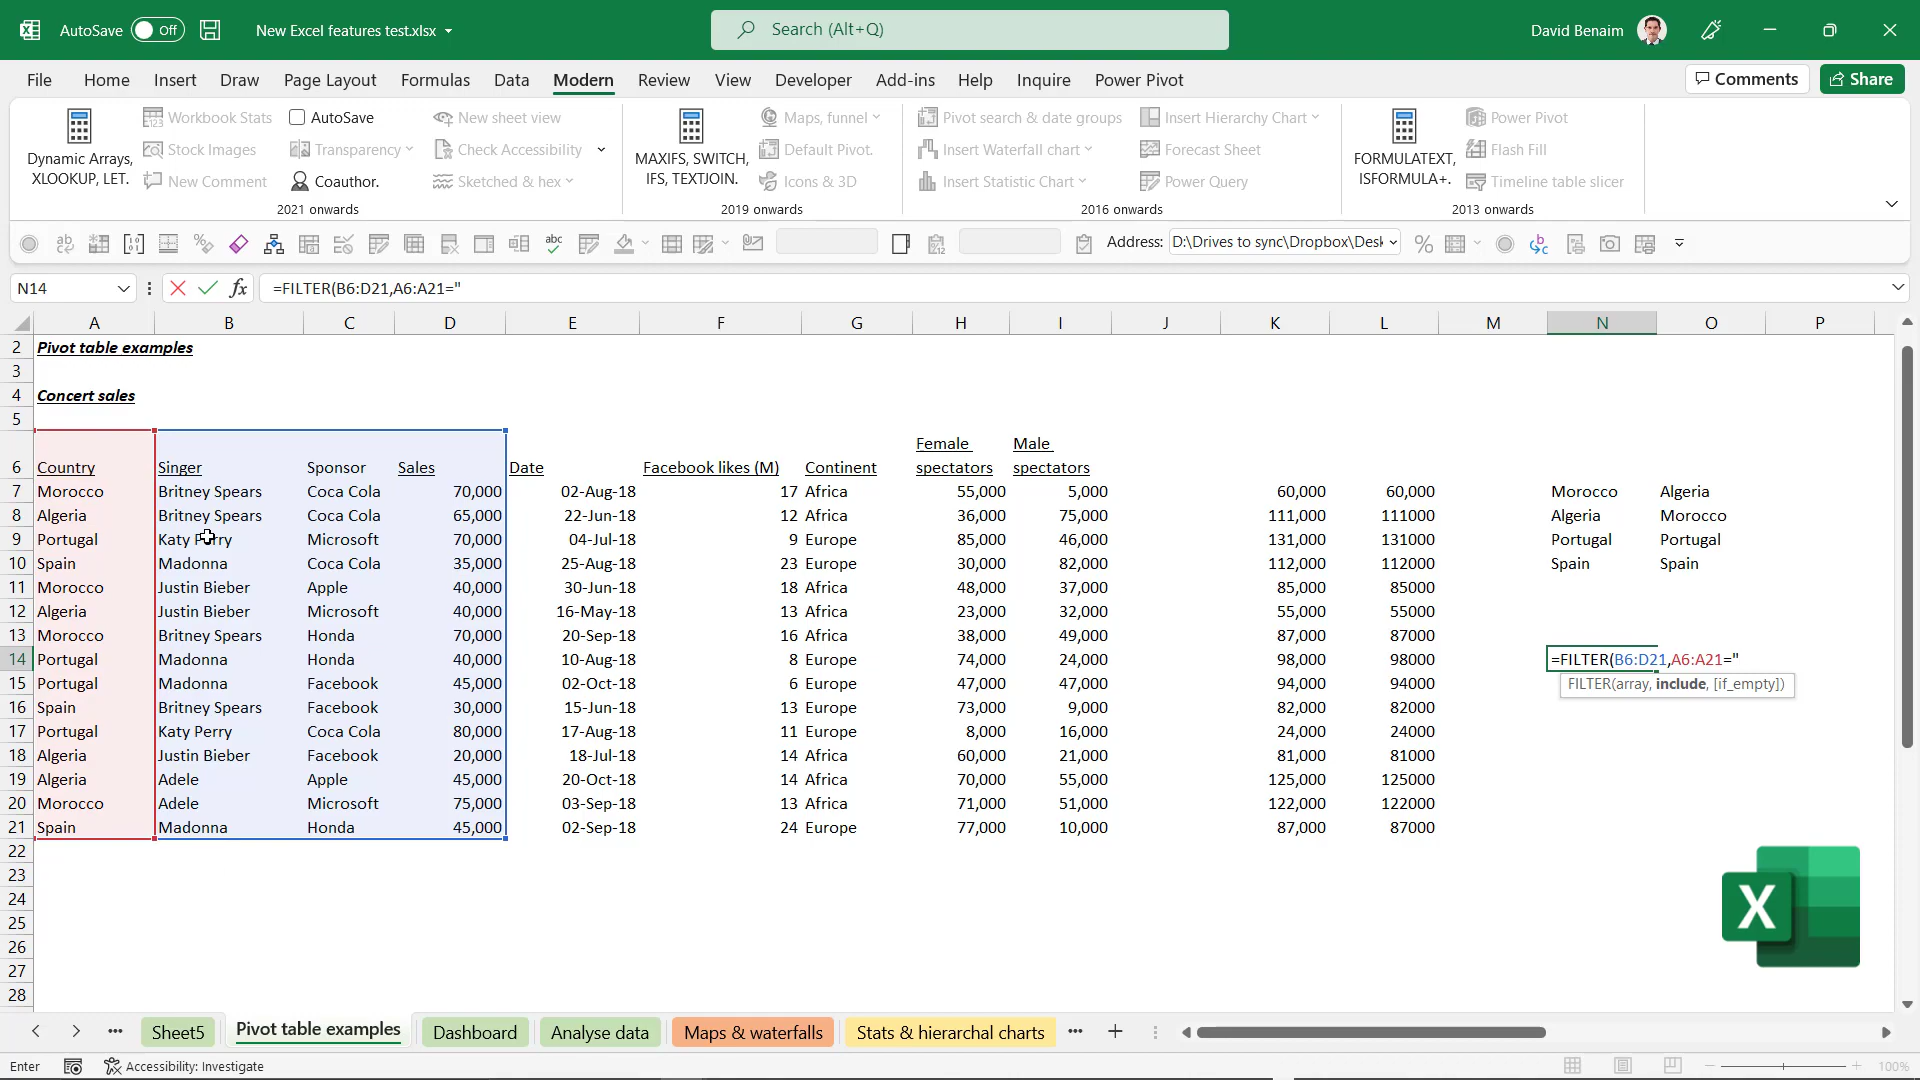 AutoSave Off New Excel features test.xlsx Search (Alt+Q) David Benaim
File Home Insert Draw Page Layout Formulas Data Modern Review View Developer Add-ins Help Inquire Power Pivot Comments Share
Workbook Stats AutoSave New sheet view Maps, funnel Pivot search & date groups Insert Hierarchy Chart Power Pivot
Dynamic Arrays, Stock Images Transparency Check Accessibility MAXIFS, SWITCH, Default Pivot. Insert Waterfall chart Forecast Sheet FORMULATEXT, Flash Fill
XLOOKUP, LET. New Comment Coauthor. Sketched & hex IFS, TEXTJOIN. Icons & 3D Insert Statistic Chart Power Query ISFORMULA+. Timeline table slicer
2021 onwards 2019 onwards 2016 onwards 2013 onwards
Address: D:\Drives to sync\Dropbox\Desk
N14 fx =FILTER(B6:D21,A6:A21="
A B C D E F G H I J K L M N O P
2 Pivot table examples
3
4 Concert sales
5
Female Male
6 Country Singer Sponsor Sales Date Facebook likes (M) Continent spectators spectators
7 Morocco Britney Spears Coca Cola 70,000 02-Aug-18 17 Africa 55,000 5,000 60,000 60,000 Morocco Algeria
8 Algeria Britney Spears Coca Cola 65,000 22-Jun-18 12 Africa 36,000 75,000 111,000 111000 Algeria Morocco
9 Portugal Katy Perry Microsoft 70,000 04-Jul-18 9 Europe 85,000 46,000 131,000 131000 Portugal Portugal
10 Spain Madonna Coca Cola 35,000 25-Aug-18 23 Europe 30,000 82,000 112,000 112000 Spain Spain
11 Morocco Justin Bieber Apple 40,000 30-Jun-18 18 Africa 48,000 37,000 85,000 85000
12 Algeria Justin Bieber Microsoft 40,000 16-May-18 13 Africa 23,000 32,000 55,000 55000
13 Morocco Britney Spears Honda 70,000 20-Sep-18 16 Africa 38,000 49,000 87,000 87000
14 Portugal Madonna Honda 40,000 10-Aug-18 8 Europe 74,000 24,000 98,000 98000 =FILTER(B6:D21,A6:A21="
15 Portugal Madonna Facebook 45,000 02-Oct-18 6 Europe 47,000 47,000 94,000 94000 FILTER(array, include, [if_empty])
16 Spain Britney Spears Facebook 30,000 15-Jun-18 13 Europe 73,000 9,000 82,000 82000
17 Portugal Katy Perry Coca Cola 80,000 17-Aug-18 11 Europe 8,000 16,000 24,000 24000
18 Algeria Justin Bieber Facebook 20,000 18-Jul-18 14 Africa 60,000 21,000 81,000 81000
19 Algeria Adele Apple 45,000 20-Oct-18 14 Africa 70,000 55,000 125,000 125000
20 Morocco Adele Microsoft 75,000 03-Sep-18 13 Africa 71,000 51,000 122,000 122000
21 Spain Madonna Honda 45,000 02-Sep-18 24 Europe 77,000 10,000 87,000 87000
22
23
24
25
26
27
28
X
Sheet5 Pivot table examples Dashboard Analyse data Maps & waterfalls Stats & hierarchal charts
Enter Accessibility: Investigate 100%